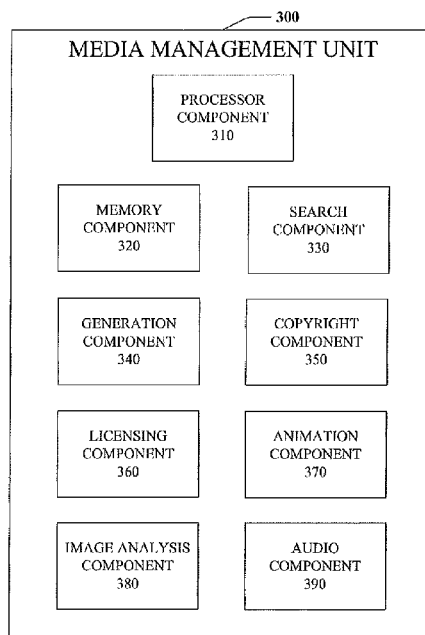 300
MEDIA MANAGEMENT UNIT
PROCESSOR
COMPONENT
310
MEMORY
COMPONENT
320
SEARCH
COMPONENT
330
GENERATION
COMPONENT
340
COPYRIGHT
COMPONENT
350
LICENSING
COMPONENT
360
ANIMATION
COMPONENT
370
IMAGE ANALYSIS
COMPONENT
380
AUDIO
COMPONENT
390